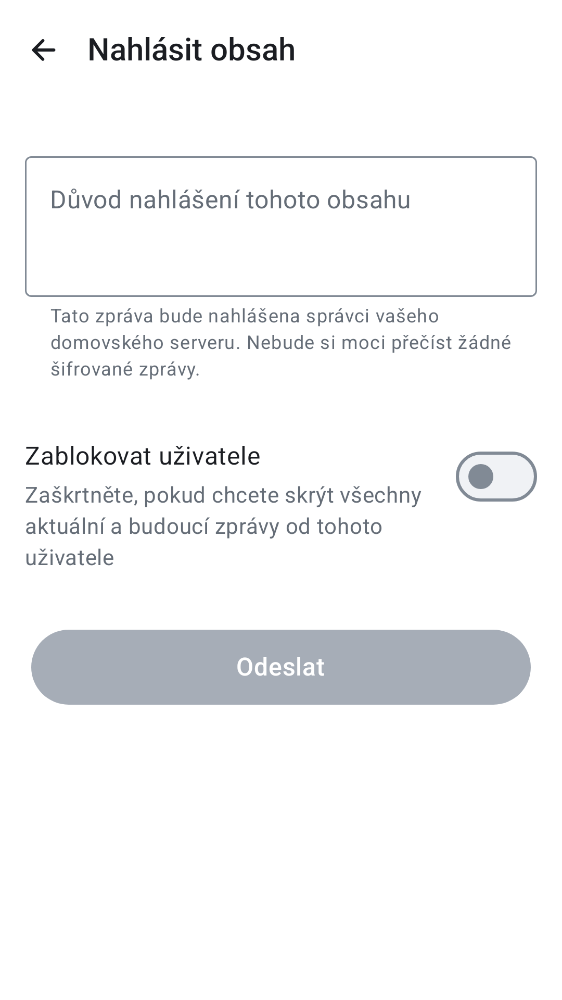 Nahlásit obsah
Důvod nahlášení tohoto obsahu
Tato zpráva bude nahlášena správci vašeho
domovského serveru. Nebude si moci přečíst žádné
šifrované zprávy.
Zablokovat uživatele
Zaškrtněte, pokud chcete skrýt všechny
aktuální a budoucí zprávy od tohoto
uživatele
Odeslat